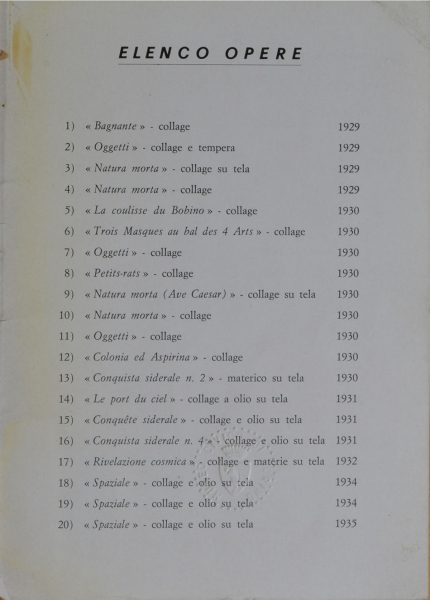 ELENCO OPERE
1) « Bagnante » - collage 1929
2) « Oggetti » - collage e tempera 1929
3) « Natura morta » - collage su tela 1929
4) « Natura morta » - collage 1929
5) « La coulisse du Bobino » - collage 1930
6) « Trois Masques au bal des 4 Arts » - collage 1930
7) « Oggetti » - collage 1930
8) « Petits-rats » - collage 1930
9) « Natura morta (Ave Caesar) » - collage su tela 1930
10) « Natura morta » - collage 1930
11) « Oggetti » - collage 1930
12) « Colonia ed Aspirina » - collage 1930
13) « Conquista siderale n. 2 » - materico su tela 1930
14) « Le port du ciel » - collage a olio su tela 1931
15) « Conquête siderale » - collage e olio su tela 1931
16) « Conquista siderale n. 4 » - collage e olio su tela 1931
17) « Rivelazione cosmica » - collage e materie su tela 1932
18) « Spaziale » - collage e olio su tela 1934
19) « Spaziale » - collage e olio su tela 1934
20) « Spaziale » - collage e olio su tela 1935